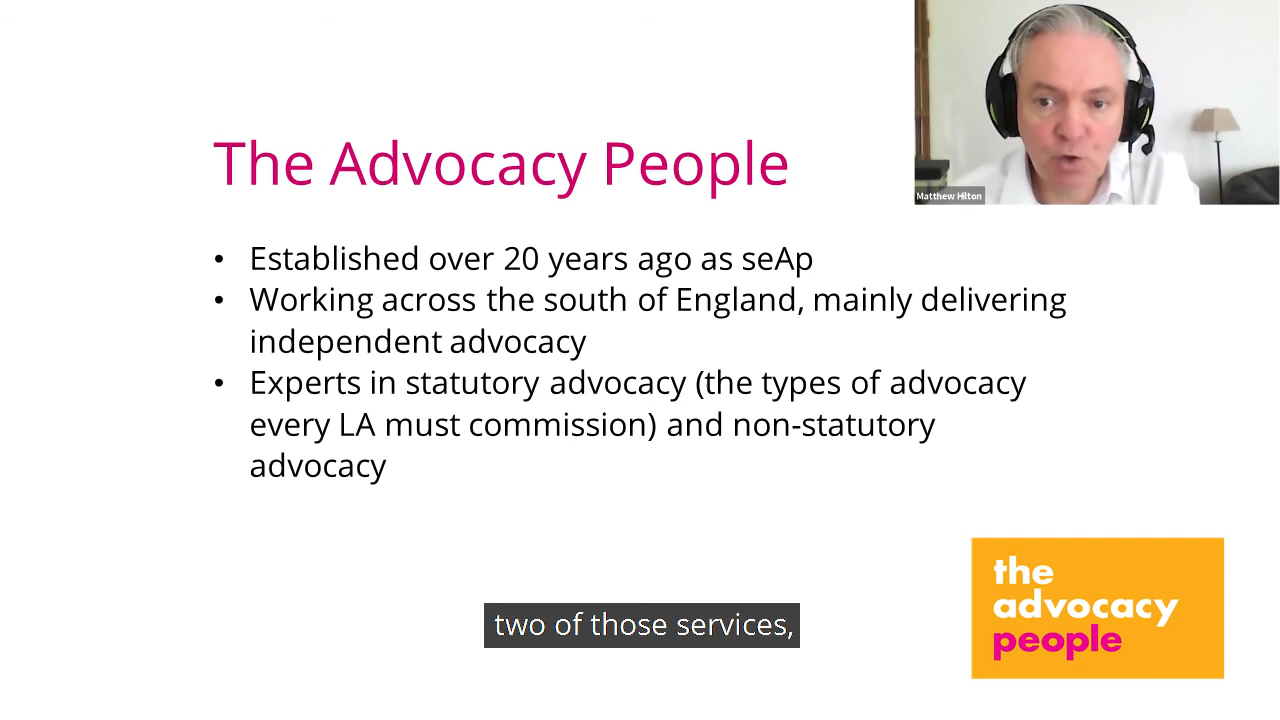 The Advocacy People
Matthew Hilton
• Established over 20 years ago as seAp
• Working across the south of England, mainly delivering
independent advocacy
• Experts in statutory advocacy (the types of advocacy
every LA must commission) and non-statutory
advocacy
two of those services,
the
advocacy
people